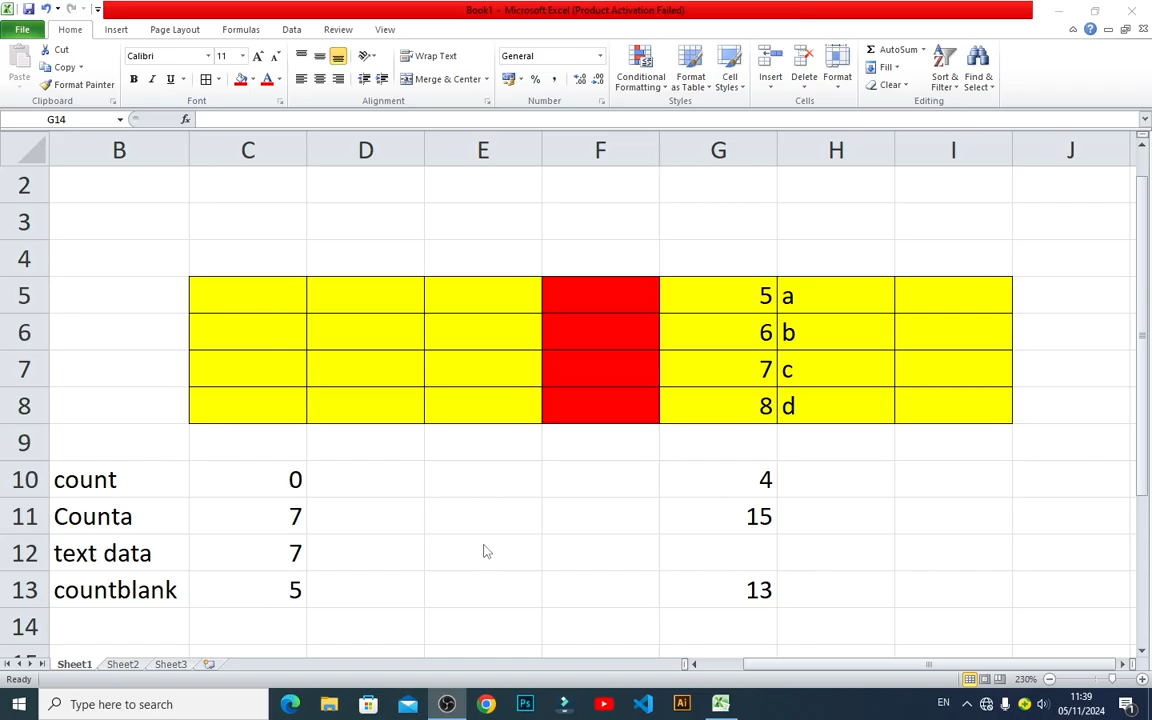 Book1 - Microsoft Excel (Product Activation Failed)
File Home Insert Page Layout Formulas Data Review View
Cut Calibri 11 Wrap Text General AutoSum
Copy Fill
Paste Format Painter Merge & Center Conditional Formatting Format as Table Cell Styles Insert Delete Format Clear Sort & Filter Find & Select
Clipboard Font Alignment Number Styles Cells Editing
G14 fx
B C D E F G H I J
2
3
4
5 5 a
6 6 b
7 7 c
8 8 d
9
10 count 0 4
11 Counta 7 15
12 text data 7
13 countblank 5 13
14
Sheet1 Sheet2 Sheet3
Ready 230%
Type here to search Ps Ai EN 11:39
05/11/2024 1